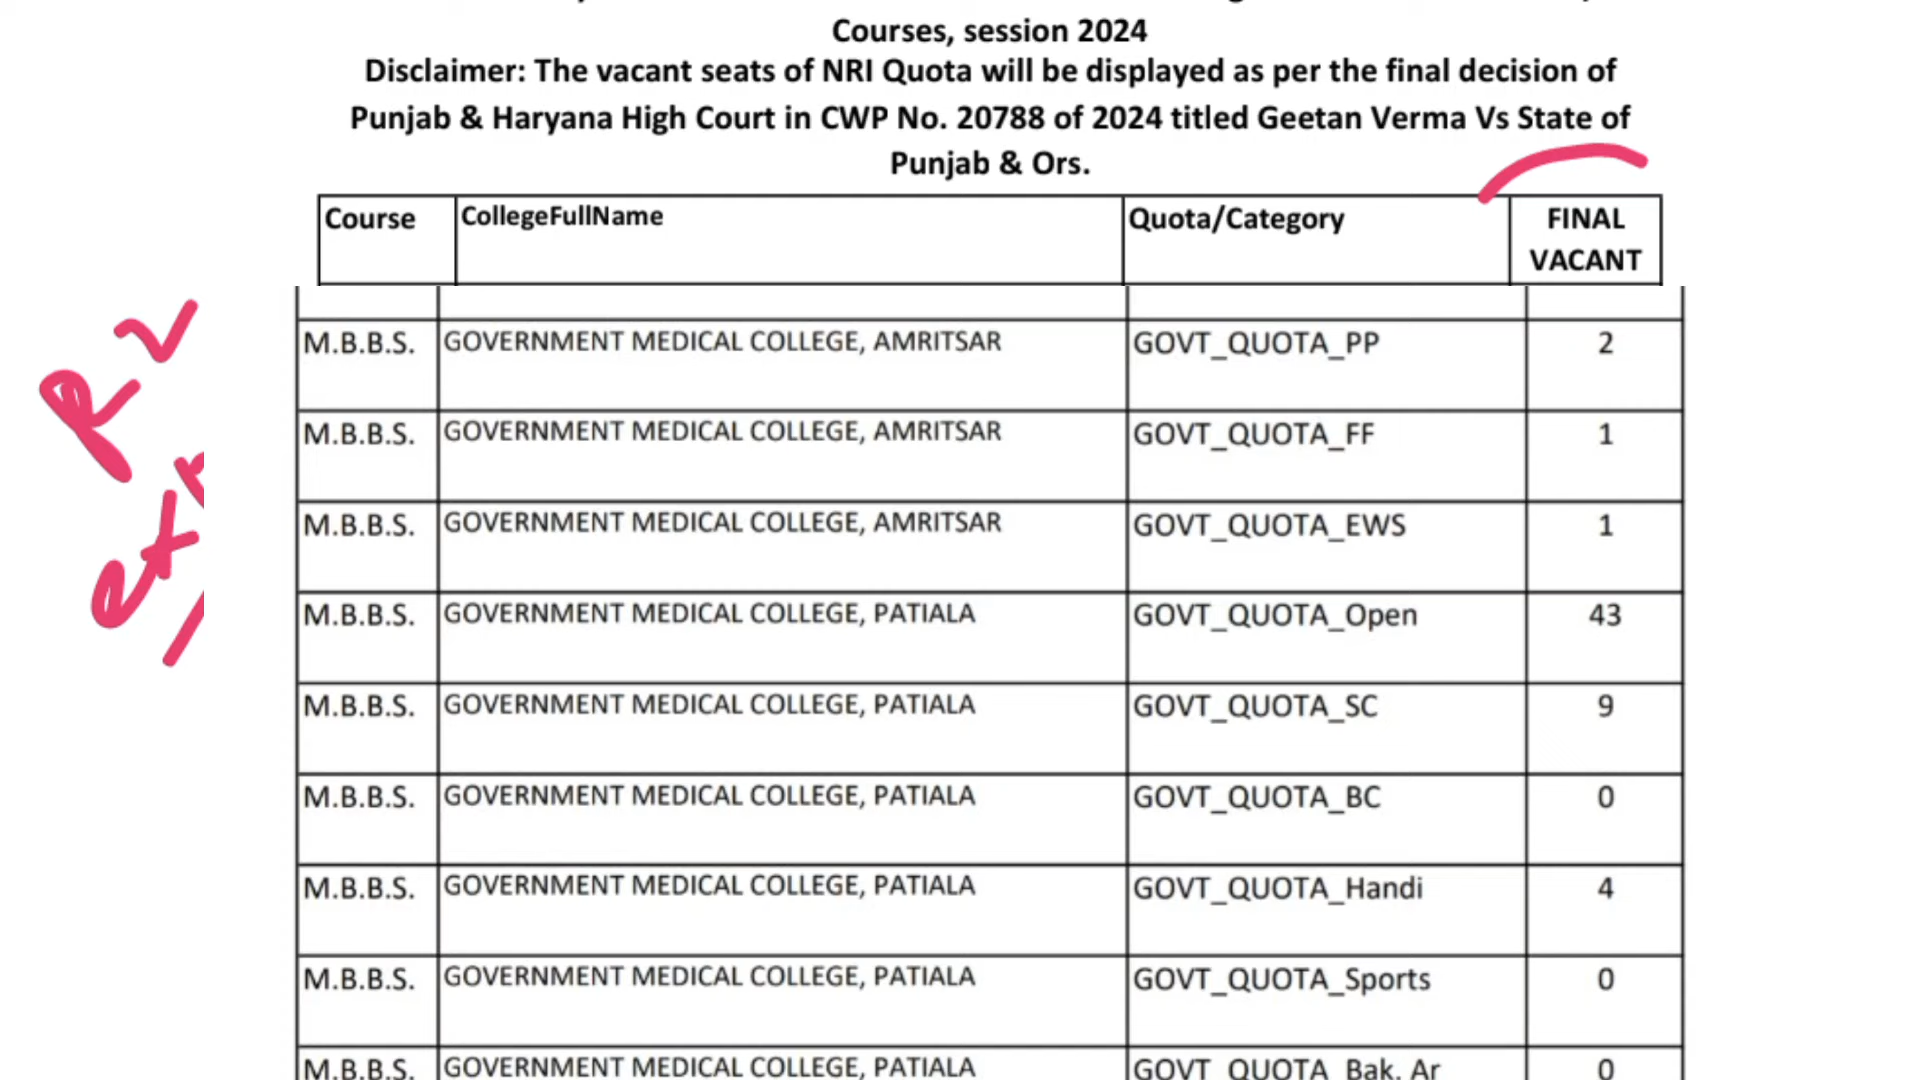 Courses, session 2024
Disclaimer: The vacant seats of NRI Quota will be displayed as per the final decision of
Punjab & Haryana High Court in CWP No. 20788 of 2024 titled Geetan Verma Vs State of
Punjab & Ors.
Course CollegeFullName Quota/Category FINAL VACANT
M.B.B.S. GOVERNMENT MEDICAL COLLEGE, AMRITSAR GOVT_QUOTA_PP 2
M.B.B.S. GOVERNMENT MEDICAL COLLEGE, AMRITSAR GOVT_QUOTA_FF 1
M.B.B.S. GOVERNMENT MEDICAL COLLEGE, AMRITSAR GOVT_QUOTA_EWS 1
M.B.B.S. GOVERNMENT MEDICAL COLLEGE, PATIALA GOVT_QUOTA_Open 43
M.B.B.S. GOVERNMENT MEDICAL COLLEGE, PATIALA GOVT_QUOTA_SC 9
M.B.B.S. GOVERNMENT MEDICAL COLLEGE, PATIALA GOVT_QUOTA_BC 0
M.B.B.S. GOVERNMENT MEDICAL COLLEGE, PATIALA GOVT_QUOTA_Handi 4
M.B.B.S. GOVERNMENT MEDICAL COLLEGE, PATIALA GOVT_QUOTA_Sports 0
M.B.B.S. GOVERNMENT MEDICAL COLLEGE, PATIALA GOVT_QUOTA_Bak. Ar 0